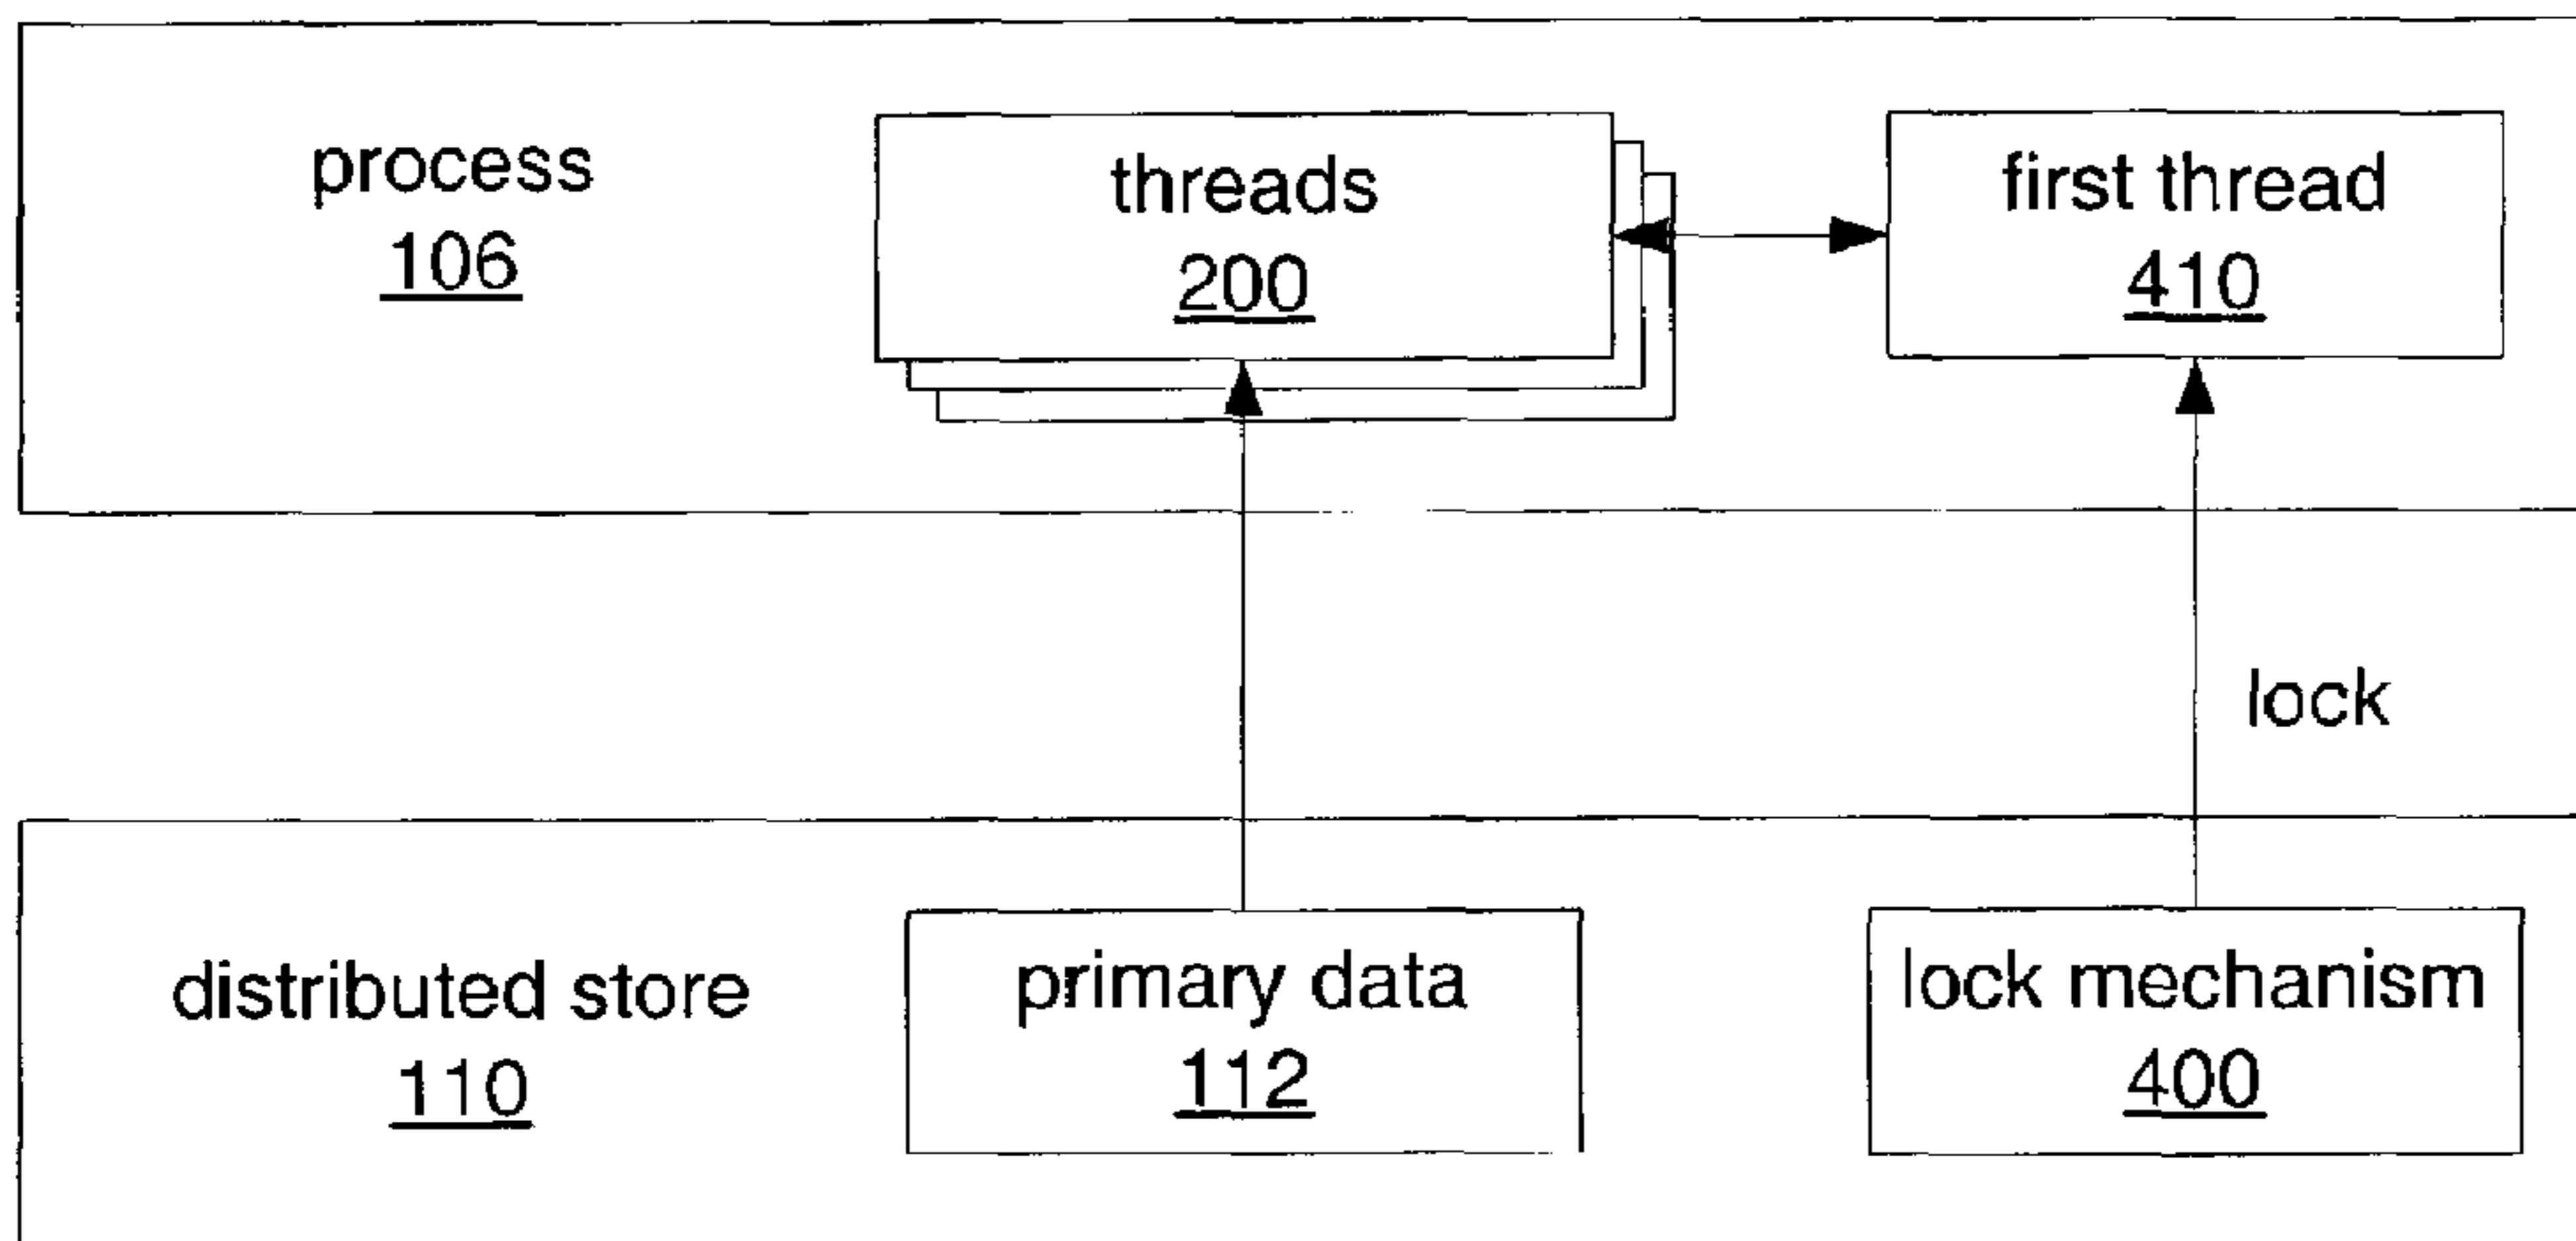 process
106
threads
200
first thread
410
lock
distributed store
110
primary data
112
lock mechanism
400